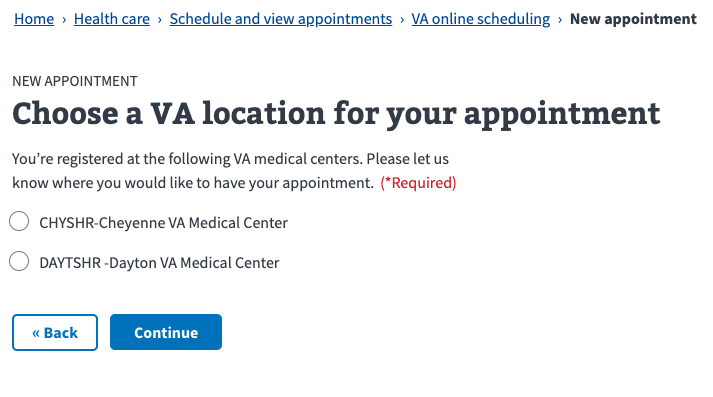 Home › Health care › Schedule and view appointments › VA online scheduling › New appointment
NEW APPOINTMENT
Choose a VA location for your appointment
You’re registered at the following VA medical centers. Please let us
know where you would like to have your appointment. (*Required)
CHYSHR-Cheyenne VA Medical Center
DAYTSHR -Dayton VA Medical Center
« Back Continue